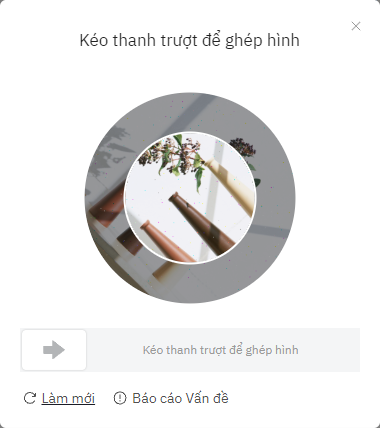 Kéo thanh trượt để ghép hình
Kéo thanh trượt để ghép hình
Làm mới
Báo cáo Vấn đề